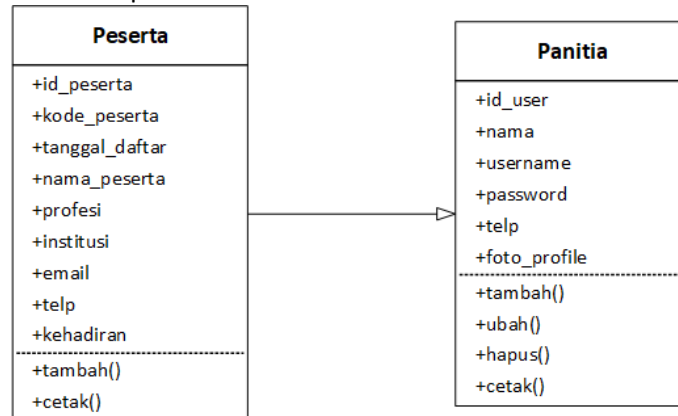 Peserta
+id_peserta
+kode_peserta
+tanggal_daftar
+nama_peserta
+profesi
+institusi
+email
+telp
+kehadiran
+tambah()
+cetak()
Panitia
+id_user
+nama
+username
+password
+telp
+foto_profile
+tambah()
+ubah()
+hapus()
+cetak()